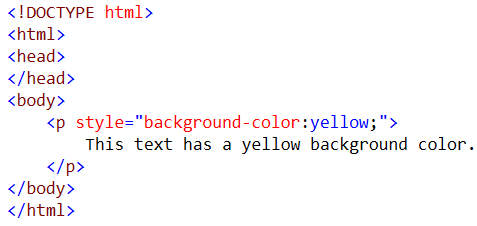 <!DOCTYPE html>
<html>
<head>
</head>
<body>
    <p style="background-color:yellow;">
        This text has a yellow background color.
    </p>
</body>
</html>